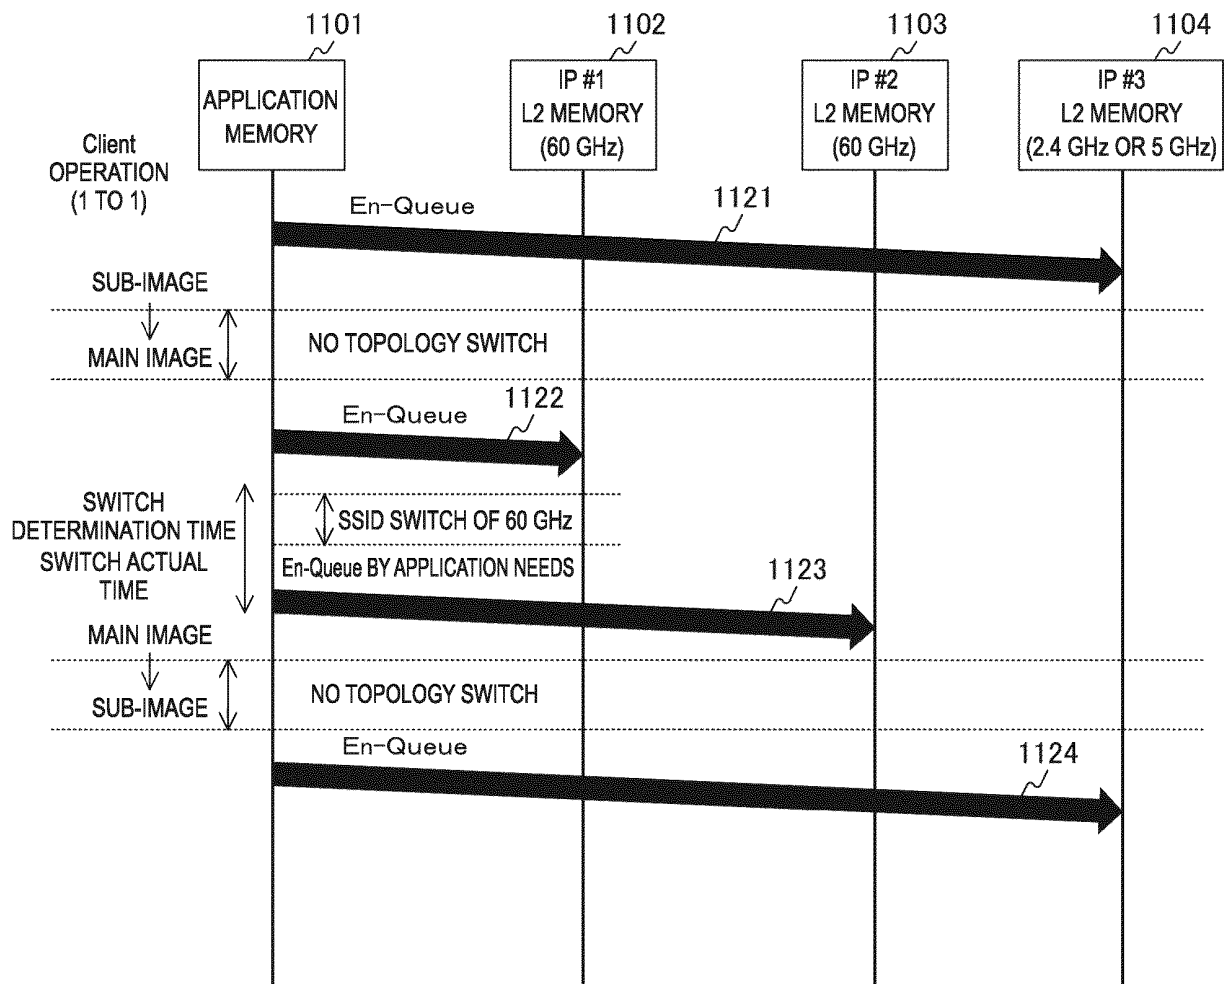 1101
1102
1103
1104
APPLICATION
MEMORY
IP #1
L2 MEMORY
(60 GHz)
IP #2
L2 MEMORY
(60 GHz)
IP #3
L2 MEMORY
(2.4 GHz OR 5 GHz)
Client
OPERATION
(1 TO 1)
En-Queue
1121
SUB-IMAGE
MAIN IMAGE
NO TOPOLOGY SWITCH
En-Queue
1122
SWITCH
DETERMINATION TIME
SWITCH ACTUAL
TIME
SSID SWITCH OF 60 GHz
En-Queue BY APPLICATION NEEDS
1123
MAIN IMAGE
SUB-IMAGE
NO TOPOLOGY SWITCH
En-Queue
1124